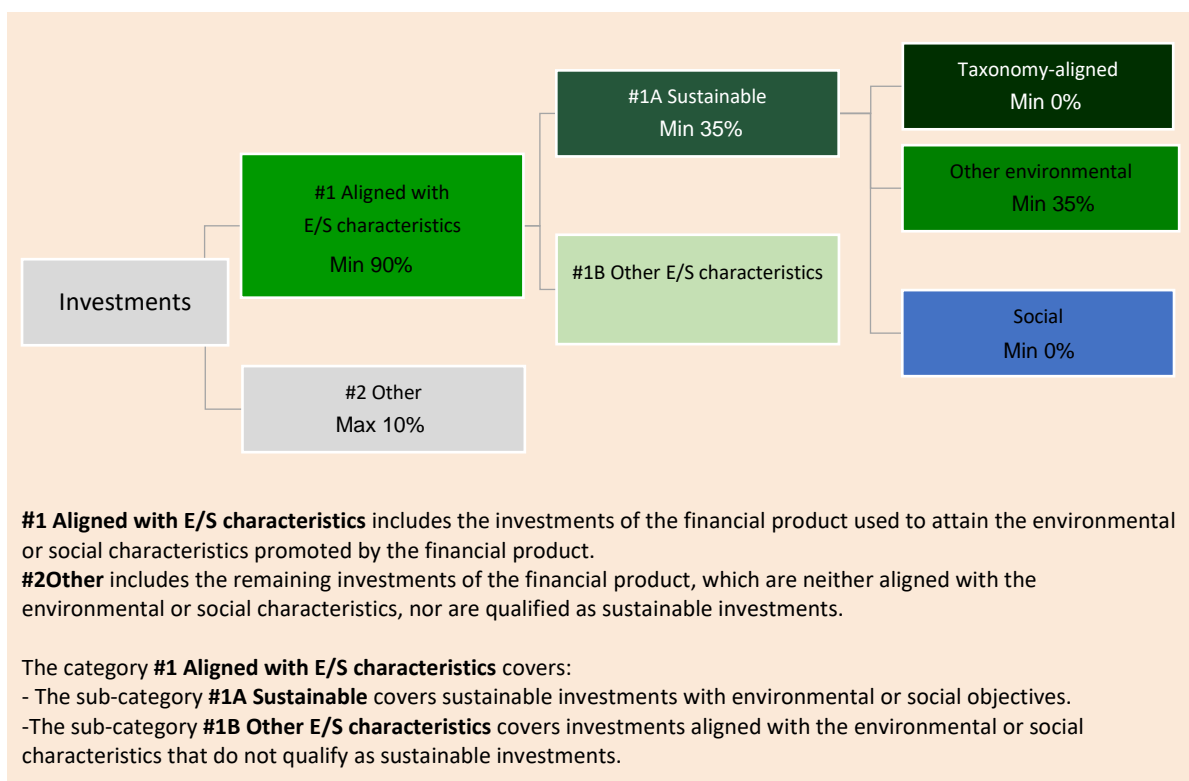 Investments
#1 Aligned with
E/S characteristics
Min 90%
#2 Other
Max 10%
#1A Sustainable
Min 35%
#1B Other E/S characteristics
Taxonomy-aligned
Min 0%
Other environmental
Min 35%
Social
Min 0%
#1 Aligned with E/S characteristics includes the investments of the financial product used to attain the environmental
or social characteristics promoted by the financial product.
#2Other includes the remaining investments of the financial product, which are neither aligned with the
environmental or social characteristics, nor are qualified as sustainable investments.
The category #1 Aligned with E/S characteristics covers:
- The sub-category #1A Sustainable covers sustainable investments with environmental or social objectives.
-The sub-category #1B Other E/S characteristics covers investments aligned with the environmental or social
characteristics that do not qualify as sustainable investments.